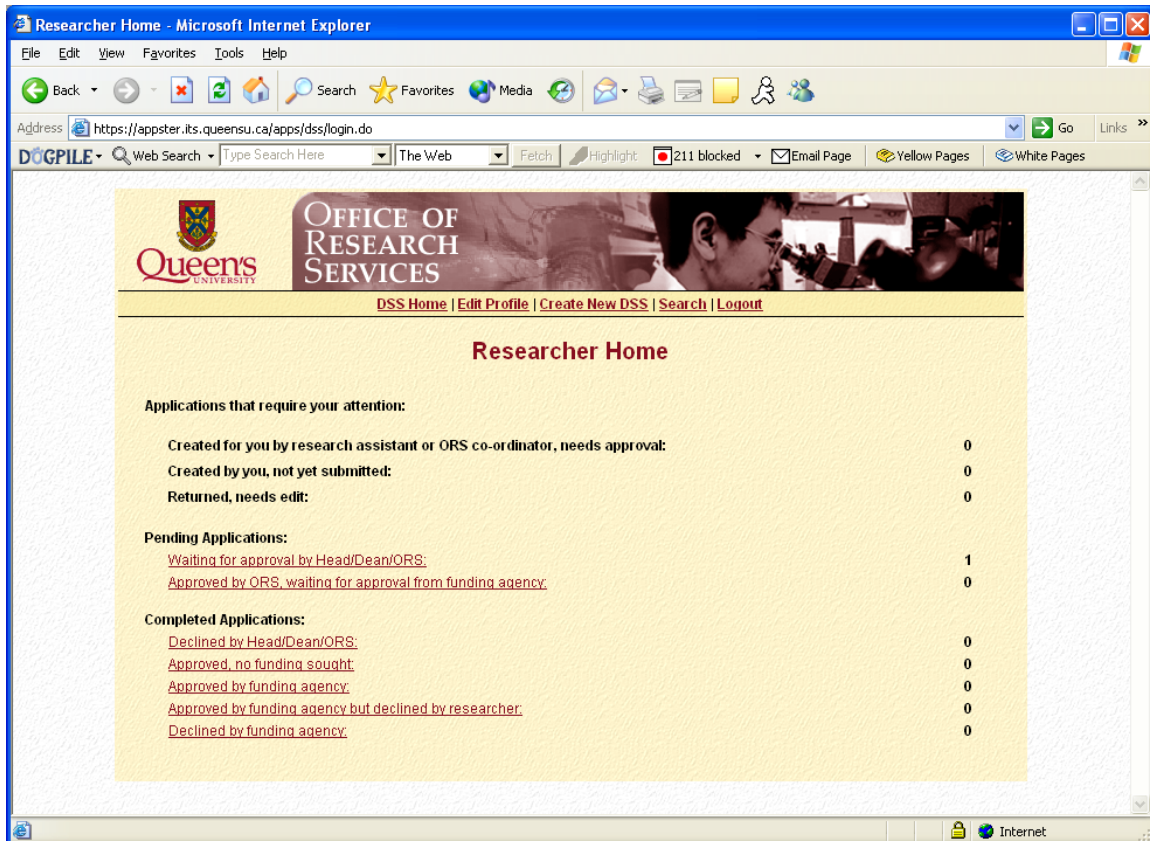 Researcher Home - Microsoft Internet Explorer
File Edit View Favorites Tools Help
Back Search Favorites Media
Address https://appster.its.queensu.ca/apps/dss/login.do Go Links »
DOGPILE Web Search Type Search Here The Web Fetch Highlight 211 blocked Email Page Yellow Pages White Pages
Queen's
UNIVERSITY
OFFICE OF
RESEARCH
SERVICES
DSS Home | Edit Profile | Create New DSS | Search | Logout
Researcher Home
Applications that require your attention:
Created for you by research assistant or ORS co-ordinator, needs approval: 0
Created by you, not yet submitted: 0
Returned, needs edit: 0
Pending Applications:
Waiting for approval by Head/Dean/ORS: 1
Approved by ORS, waiting for approval from funding agency: 0
Completed Applications:
Declined by Head/Dean/ORS: 0
Approved, no funding sought: 0
Approved by funding agency: 0
Approved by funding agency but declined by researcher: 0
Declined by funding agency: 0
Internet